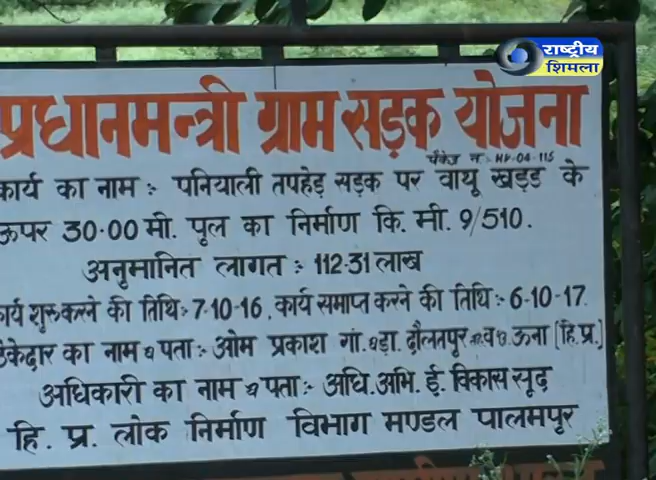 राष्ट्रीय
शिमला
प्रधानमन्त्री ग्राम सड़क योजना
पैकेज न.- HP-04-115
कार्य का नाम :- पनियाली तपहेड़ सड़क पर वायू खड्ड के
ऊपर 30.00 मी. पुल का निर्माण कि. मी. 9/510.
अनुमानित लागत :- 112.31 लाख
कार्य शुरू करने की तिथि:- 7-10-16. कार्य समाप्त करने की तिथि :- 6-10-17.
ठेकेदार का नाम व पता :- ओम प्रकाश गां. व डा. दौलतपुर व ऊना (हि.प्र.)
अधिकारी का नाम व पता :- अधि. अभि. ई. विकास सूद
हि. प्र. लोक निर्माण विभाग मण्डल पालमपुर